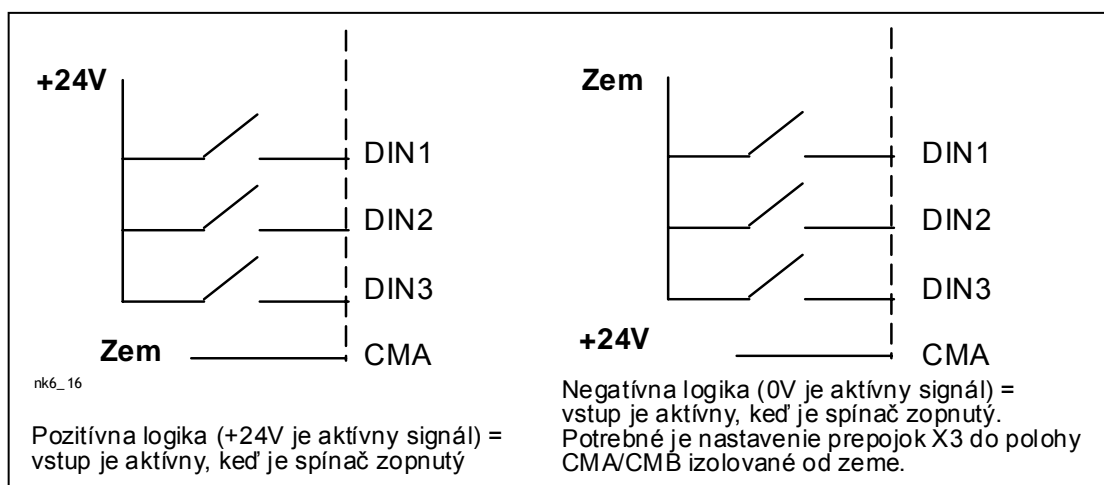 +24V
DIN1
DIN2
DIN3
Zem
CMA
nk6_16
Pozitívna logika (+24V je aktívny signál) =
vstup je aktívny, keď je spínač zopnutý
Zem
DIN1
DIN2
DIN3
+24V
CMA
Negatívna logika (0V je aktívny signál) =
vstup je aktívny, keď je spínač zopnutý.
Potrebné je nastavenie prepojok X3 do polohy
CMA/CMB izolované od zeme.